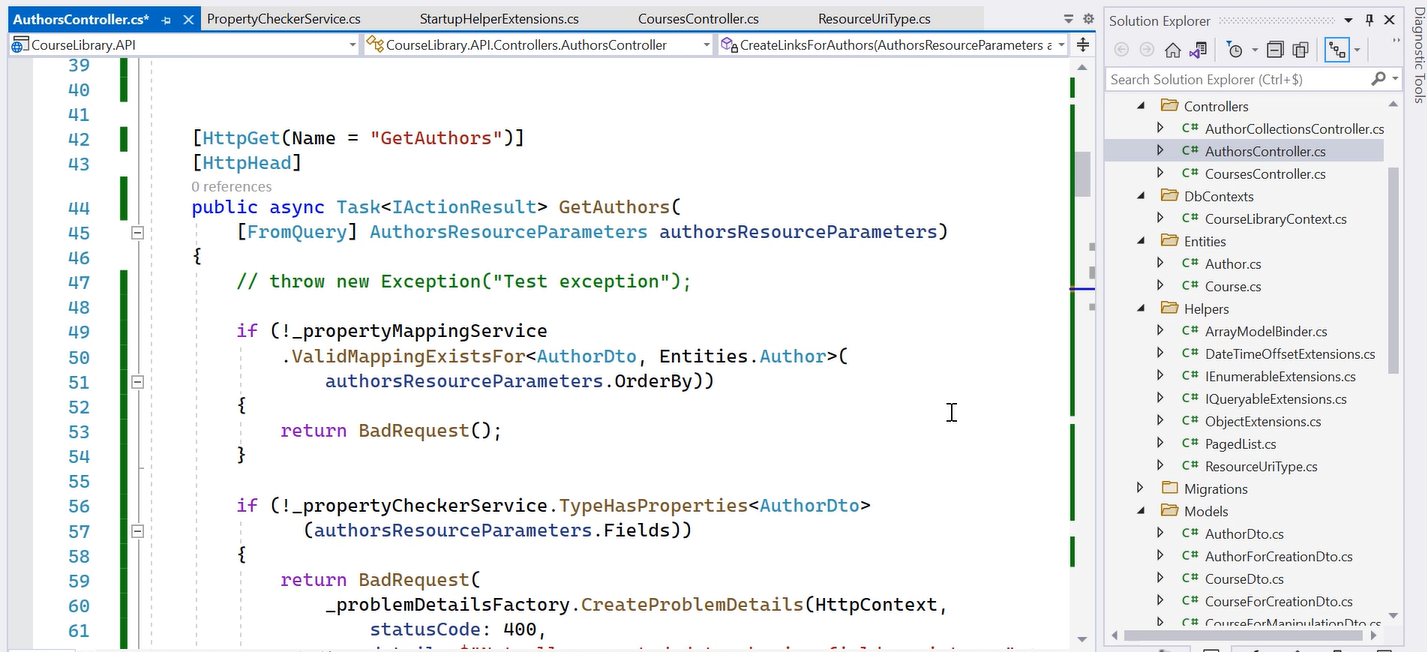 AuthorsController.cs*
PropertyCheckerService.cs
StartupHelperExtensions.cs
CoursesController.cs
ResourceUriType.cs
CourseLibrary.API
CourseLibrary.API.Controllers.AuthorsController
CreateLinksForAuthors(AuthorsResourceParameters a
39
40
41
42 [HttpGet(Name = "GetAuthors")]
43 [HttpHead]
0 references
44 public async Task<IActionResult> GetAuthors(
45 [FromQuery] AuthorsResourceParameters authorsResourceParameters)
46 {
47 // throw new Exception("Test exception");
48
49 if (!_propertyMappingService
50 .ValidMappingExistsFor<AuthorDto, Entities.Author>(
51 authorsResourceParameters.OrderBy))
52 {
53 return BadRequest();
54 }
55
56 if (!_propertyCheckerService.TypeHasProperties<AuthorDto>
57 (authorsResourceParameters.Fields))
58 {
59 return BadRequest(
60 _problemDetailsFactory.CreateProblemDetails(HttpContext,
61 statusCode: 400,
Solution Explorer
Search Solution Explorer (Ctrl+$)
Controllers
C# AuthorCollectionsController.cs
C# AuthorsController.cs
C# CoursesController.cs
DbContexts
C# CourseLibraryContext.cs
Entities
C# Author.cs
C# Course.cs
Helpers
C# ArrayModelBinder.cs
C# DateTimeOffsetExtensions.cs
C# IEnumerableExtensions.cs
C# IQueryableExtensions.cs
C# ObjectExtensions.cs
C# PagedList.cs
C# ResourceUriType.cs
Migrations
Models
C# AuthorDto.cs
C# AuthorForCreationDto.cs
C# CourseDto.cs
C# CourseForCreationDto.cs
C# CourseForManipulationDto.cs
Diagnostic Tools